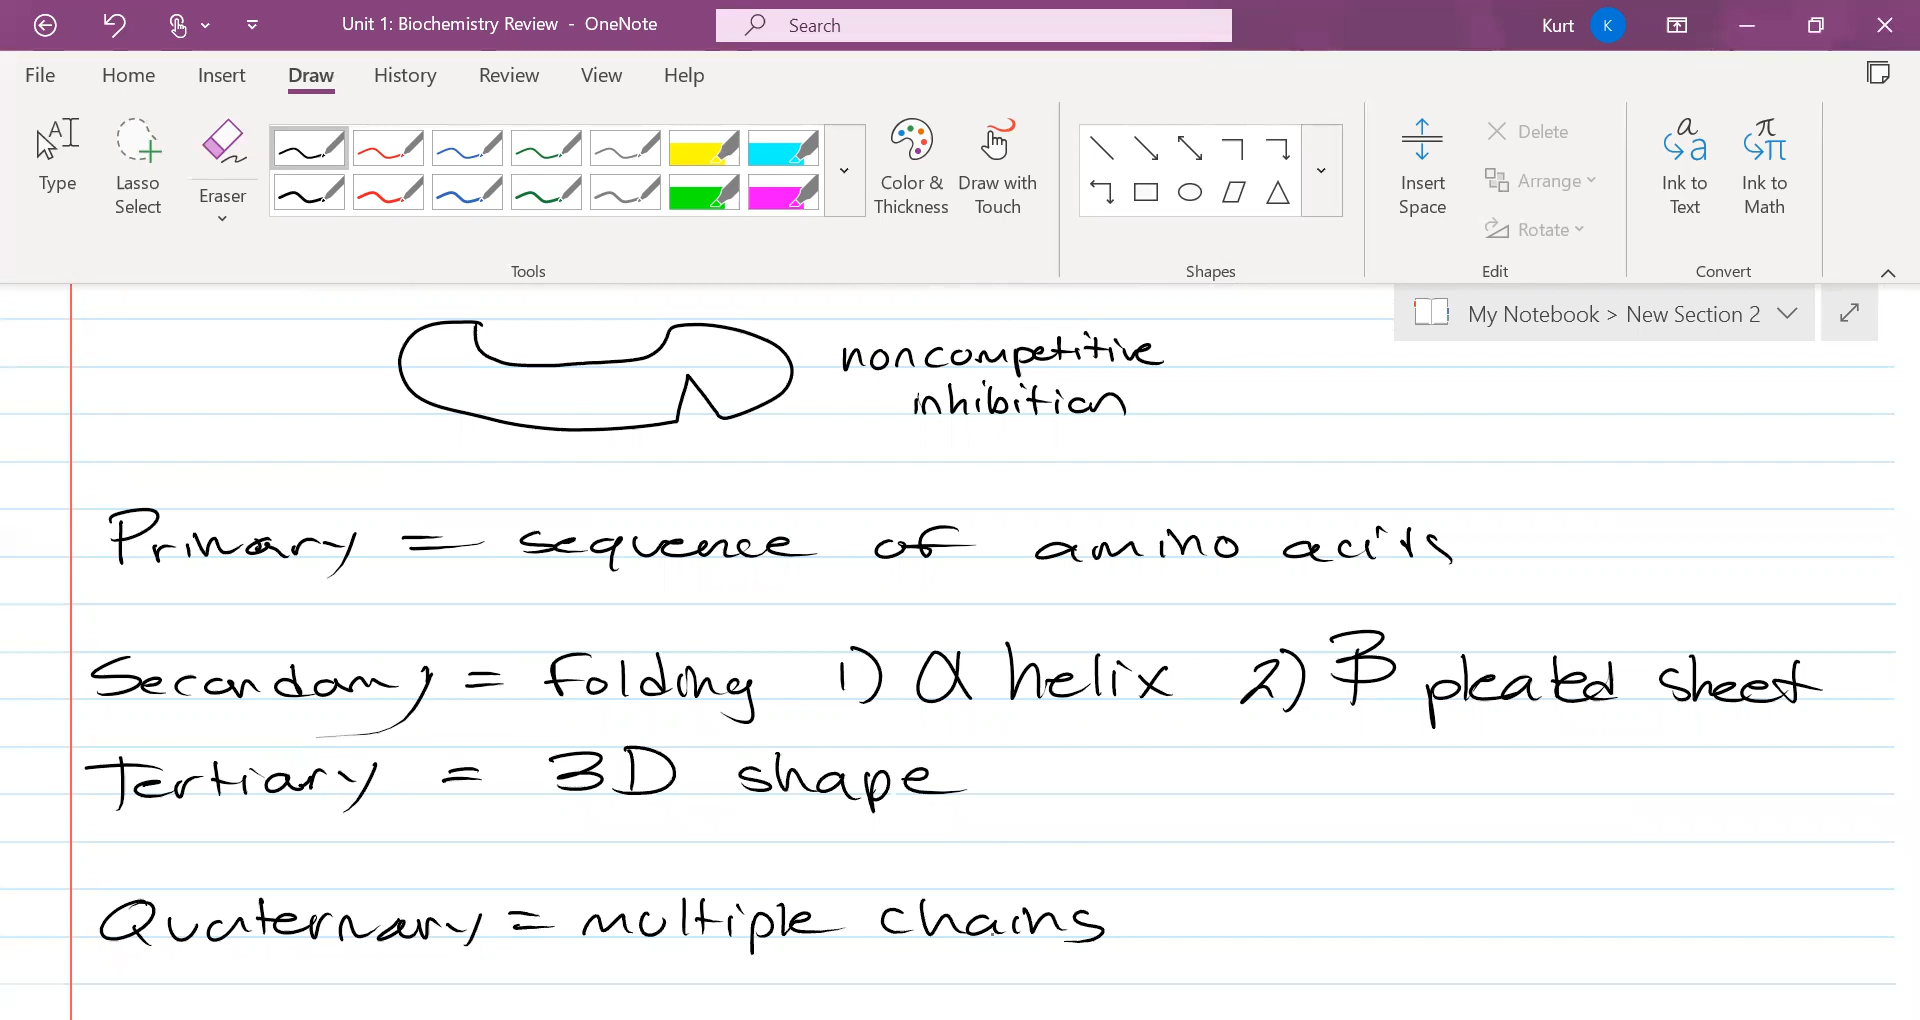 Unit 1: Biochemistry Review - OneNote
Search
Kurt
K
File Home Insert Draw History Review View Help
Type
Lasso Select
Eraser
Color & Thickness
Draw with Touch
Insert Space
Delete
Arrange
Rotate
a
a
Ink to Text
π
π
Ink to Math
Tools Shapes Edit Convert
My Notebook > New Section 2
noncompetitive
inhibition
Primary = sequence of amino acids
Secondary = folding 1) α helix 2) β pleated sheet
Tertiary = 3D shape
Quaternary = multiple chains